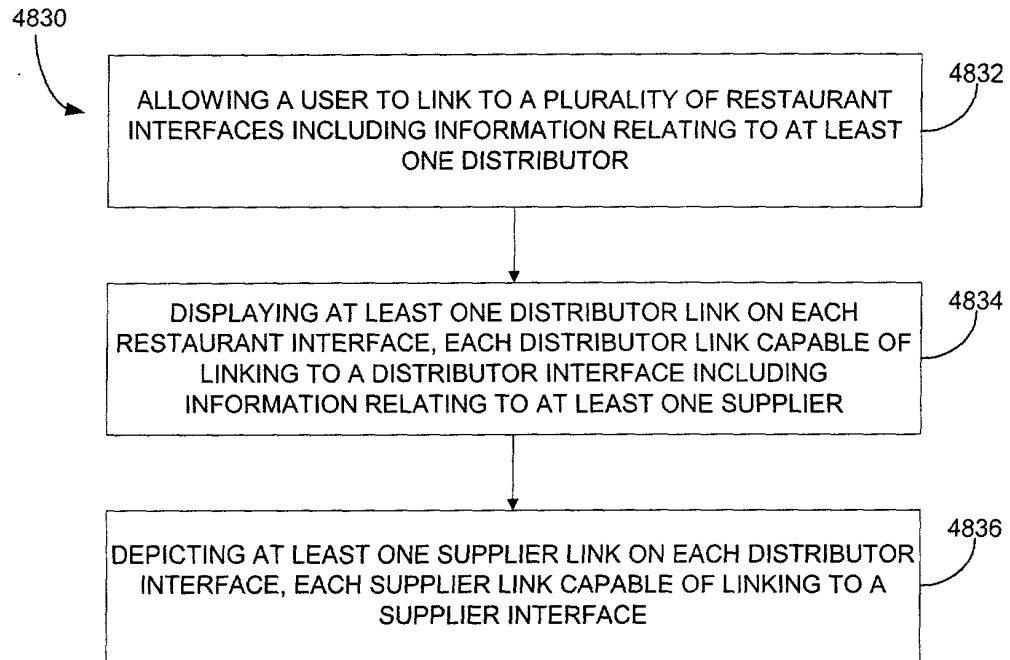 4830
4832
ALLOWING A USER TO LINK TO A PLURALITY OF RESTAURANT
INTERFACES INCLUDING INFORMATION RELATING TO AT LEAST
ONE DISTRIBUTOR
4834
DISPLAYING AT LEAST ONE DISTRIBUTOR LINK ON EACH
RESTAURANT INTERFACE, EACH DISTRIBUTOR LINK CAPABLE OF
LINKING TO A DISTRIBUTOR INTERFACE INCLUDING
INFORMATION RELATING TO AT LEAST ONE SUPPLIER
4836
DEPICTING AT LEAST ONE SUPPLIER LINK ON EACH DISTRIBUTOR
INTERFACE, EACH SUPPLIER LINK CAPABLE OF LINKING TO A
SUPPLIER INTERFACE